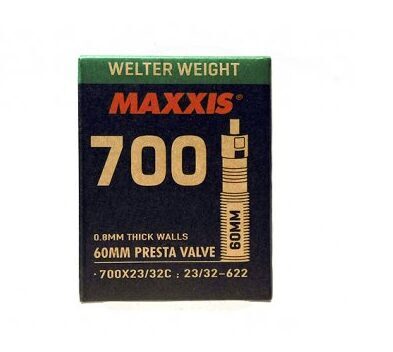 WELTER WEIGHT
MAXXIS®
700
60MM
0.8MM THICK WALLS
60MM PRESTA VALVE
·700X23/32C : 23/32-622